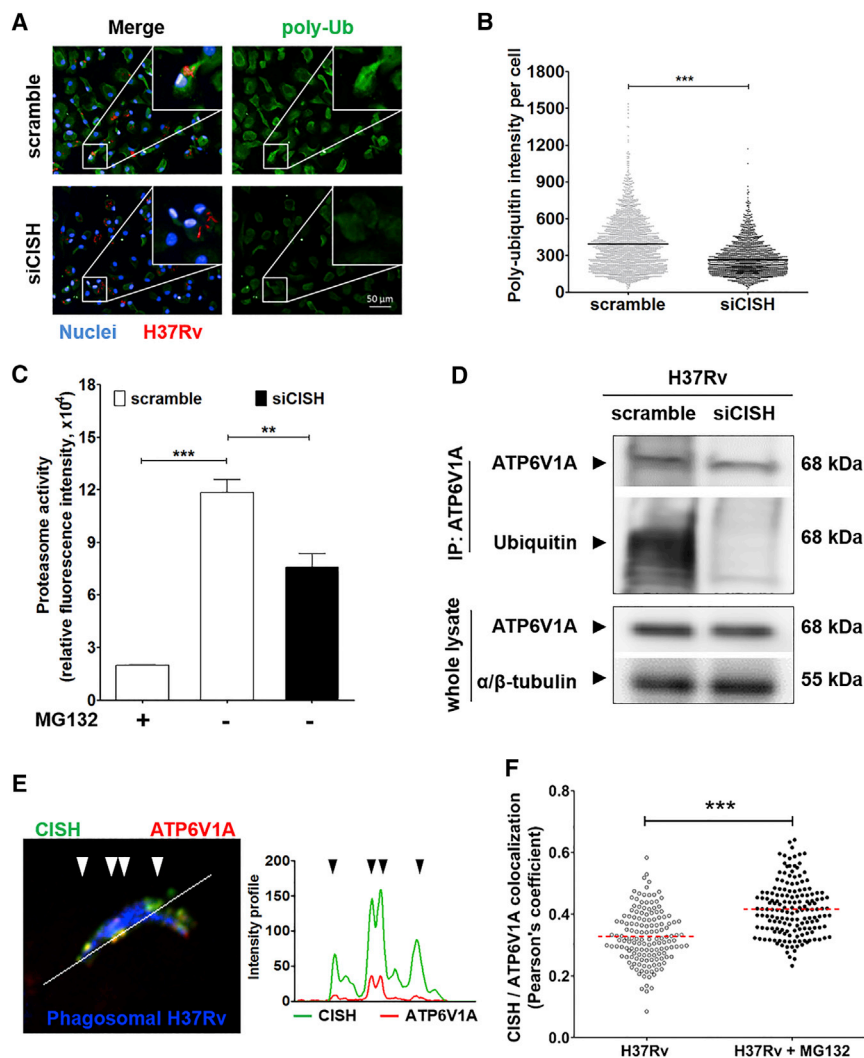 A
Merge
poly-Ub
scramble
siCISH
50 µm
Nuclei H37Rv
B
Poly-ubiquitin intensity per cell
1800
1500
1200
900
600
300
0
***
scramble siCISH
C
Proteasome activity
(relative fluorescence intensity, x10⁴)
18
15
12
9
6
3
0
scramble siCISH
***
**
MG132 + - -
D
H37Rv
scramble siCISH
IP: ATP6V1A
ATP6V1A 68 kDa
Ubiquitin 68 kDa
whole lysate
ATP6V1A 68 kDa
α/β-tubulin 55 kDa
E
CISH ATP6V1A
Phagosomal H37Rv
Intensity profile
200
150
100
50
0
CISH ATP6V1A
F
CISH / ATP6V1A colocalization
(Pearson's coefficient)
0.8
0.6
0.4
0.2
0.0
***
H37Rv H37Rv + MG132